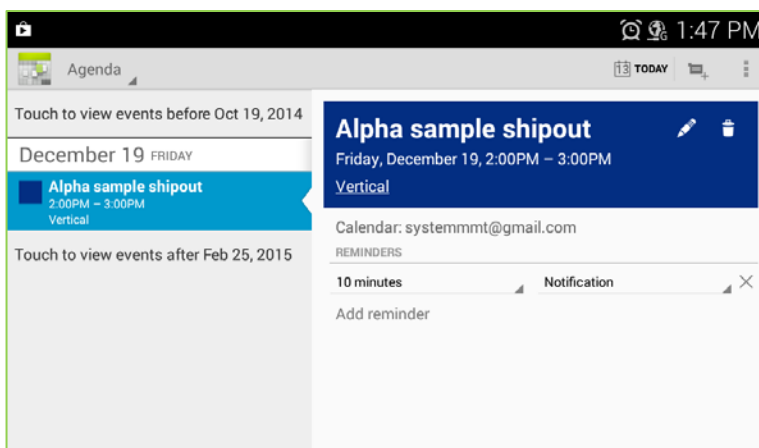 1:47 PM
Agenda
13 TODAY
Touch to view events before Oct 19, 2014
December 19 FRIDAY
Alpha sample shipout
2:00PM – 3:00PM
Vertical
Touch to view events after Feb 25, 2015
Alpha sample shipout
Friday, December 19, 2:00PM – 3:00PM
Vertical
Calendar: systemmmt@gmail.com
REMINDERS
10 minutes Notification
Add reminder